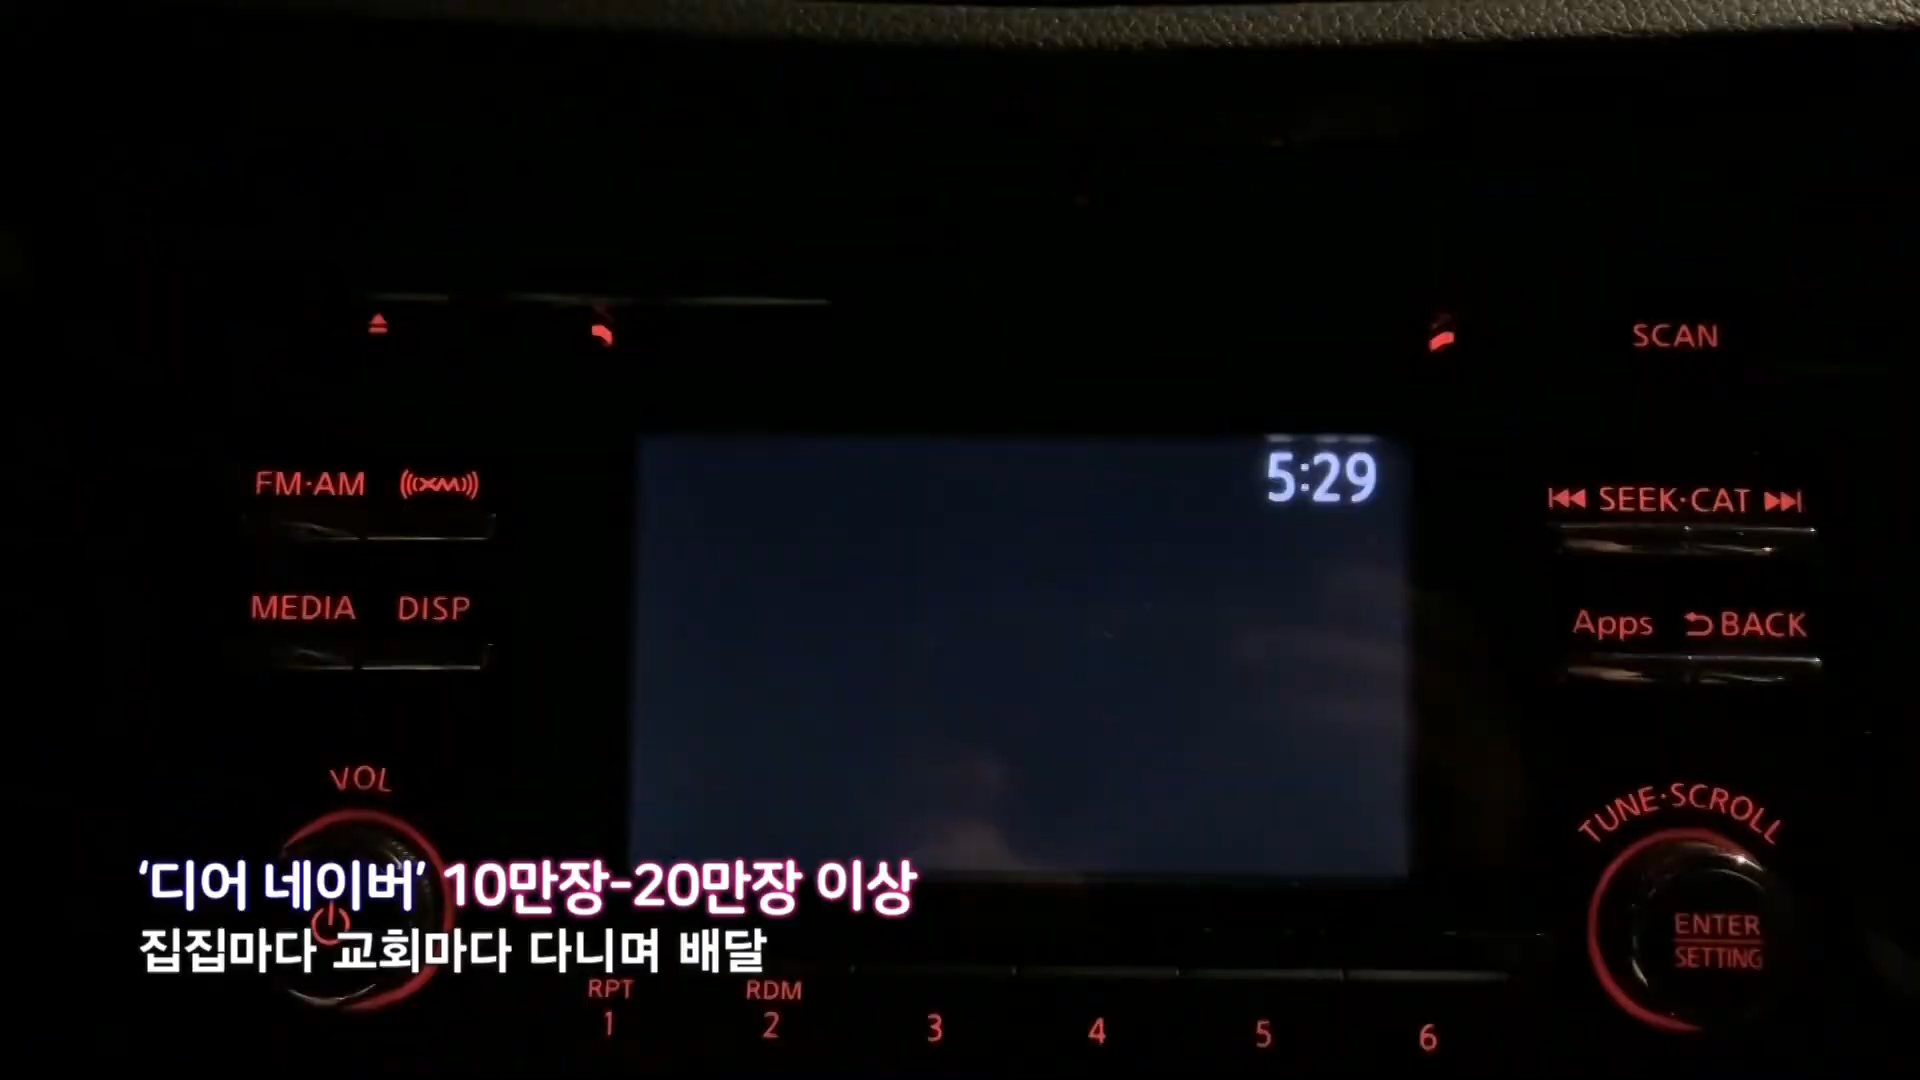 SCAN
5:29
FM·AM XM
SEEK·CAT
MEDIA DISP
Apps BACK
VOL
TUNE·SCROLL
‘디어 네이버’ 10만장-20만장 이상
집집마다 교회마다 다니며 배달
ENTER
SETTING
RPT RDM
1 2 3 4 5 6